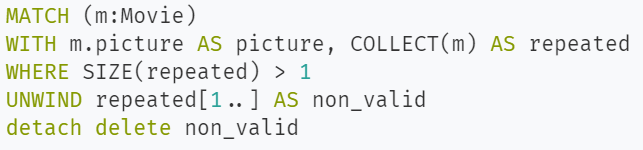 MATCH (m:Movie)
WITH m.picture AS picture, COLLECT(m) AS repeated
WHERE SIZE(repeated) > 1
UNWIND repeated[1..] AS non_valid
detach delete non_valid